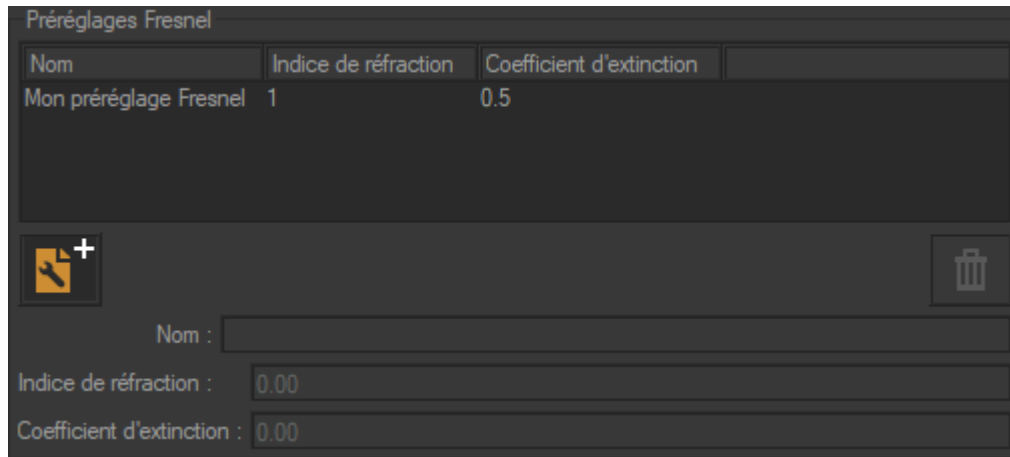 Préréglages Fresnel
Nom Indice de réfraction Coefficient d'extinction
Mon préréglage Fresnel 1 0.5
Nom :
Indice de réfraction : 0.00
Coefficient d'extinction : 0.00